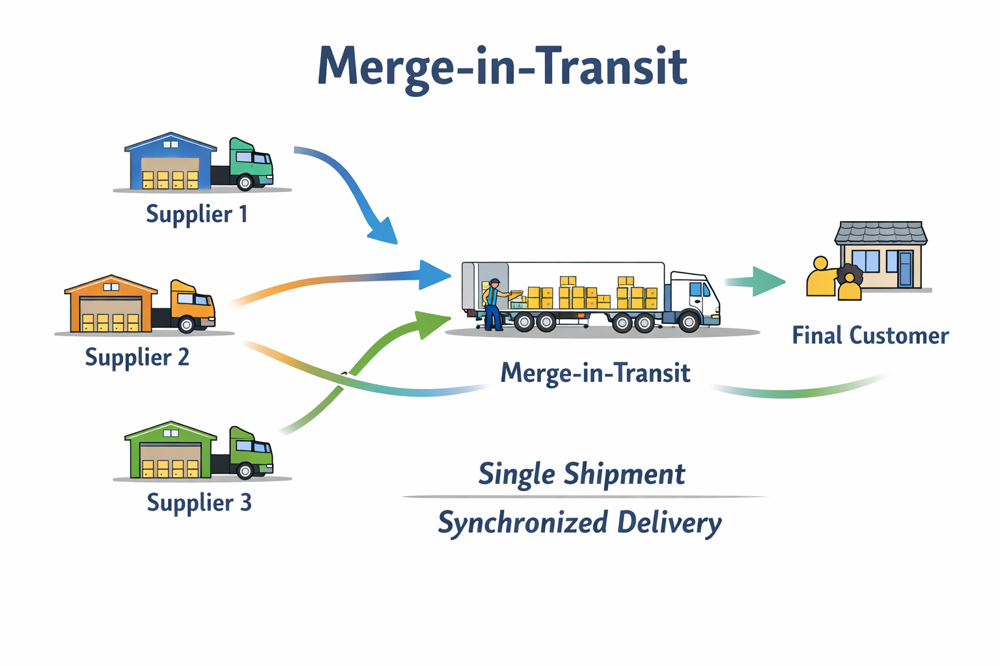 Merge-in-Transit
Supplier 1
Supplier 2
Supplier 3
Merge-in-Transit
Final Customer
Single Shipment
Synchronized Delivery